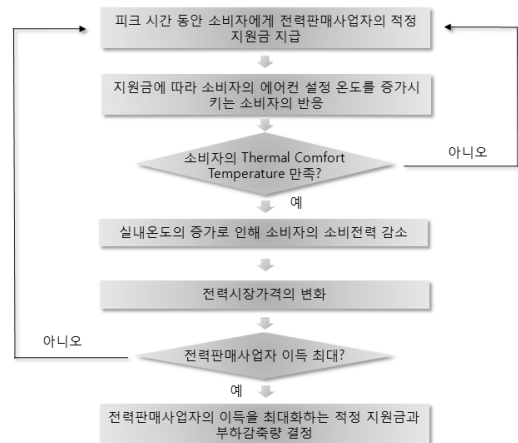 피크 시간 동안 소비자에게 전력판매사업자의 적정
지원금 지급
지원금에 따라 소비자의 에어컨 설정 온도를 증가시
키는 소비자의 반응
소비자의 Thermal Comfort
Temperature 만족?
아니오
예
실내온도의 증가로 인해 소비자의 소비전력 감소
전력시장가격의 변화
아니오
전력판매사업자 이득 최대?
예
전력판매사업자의 이득을 최대화하는 적정 지원금과
부하감축량 결정